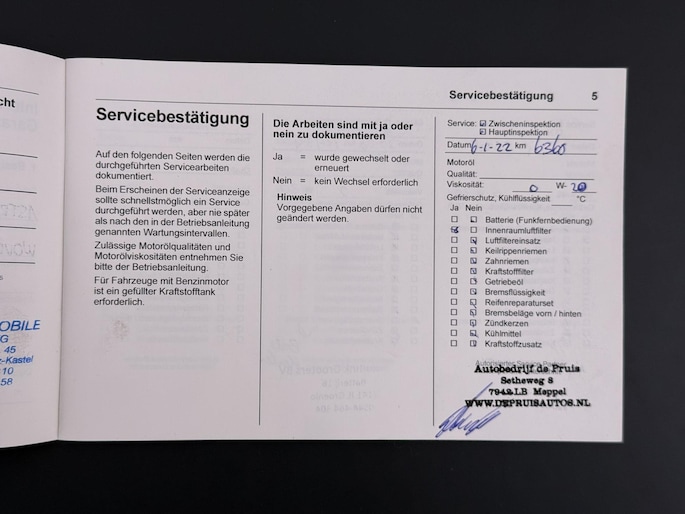 cht
OBILE
G
45
z-Kastel
10
58
Servicebestätigung 5
Servicebestätigung
Auf den folgenden Seiten werden die
durchgeführten Servicearbeiten
dokumentiert.
Beim Erscheinen der Serviceanzeige
sollte schnellstmöglich ein Service
durchgeführt werden, aber nie später
als nach den in der Betriebsanleitung
genannten Wartungsintervallen.
Zulässige Motorölqualitäten und
Motorölviskositäten entnehmen Sie
bitte der Betriebsanleitung.
Für Fahrzeuge mit Benzinmotor
ist ein gefüllter Kraftstofftank
erforderlich.
Die Arbeiten sind mit ja oder
nein zu dokumentieren
Ja = wurde gewechselt oder
erneuert
Nein = kein Wechsel erforderlich
Hinweis
Vorgegebene Angaben dürfen nicht
geändert werden.
Service: Zwischeninspektion
Hauptinspektion
Datum 6-1-22 km 6360
Motoröl
Qualität:
Viskosität: 0 W- 20
Gefrierschutz, Kühlflüssigkeit °C
Ja Nein
Batterie (Funkfernbedienung)
Innenraumluftfilter
Luftfiltereinsatz
Keilrippenriemen
Zahnriemen
Kraftstofffilter
Getriebeöl
Bremsflüssigkeit
Reifenreparaturset
Bremsbeläge vorn / hinten
Zündkerzen
Kühlmittel
Kraftstoffzusatz
Autobedrijf de Pruis
Setheweg 8
7942LB Meppel
WWW.DEPRUISAUTOS.NL